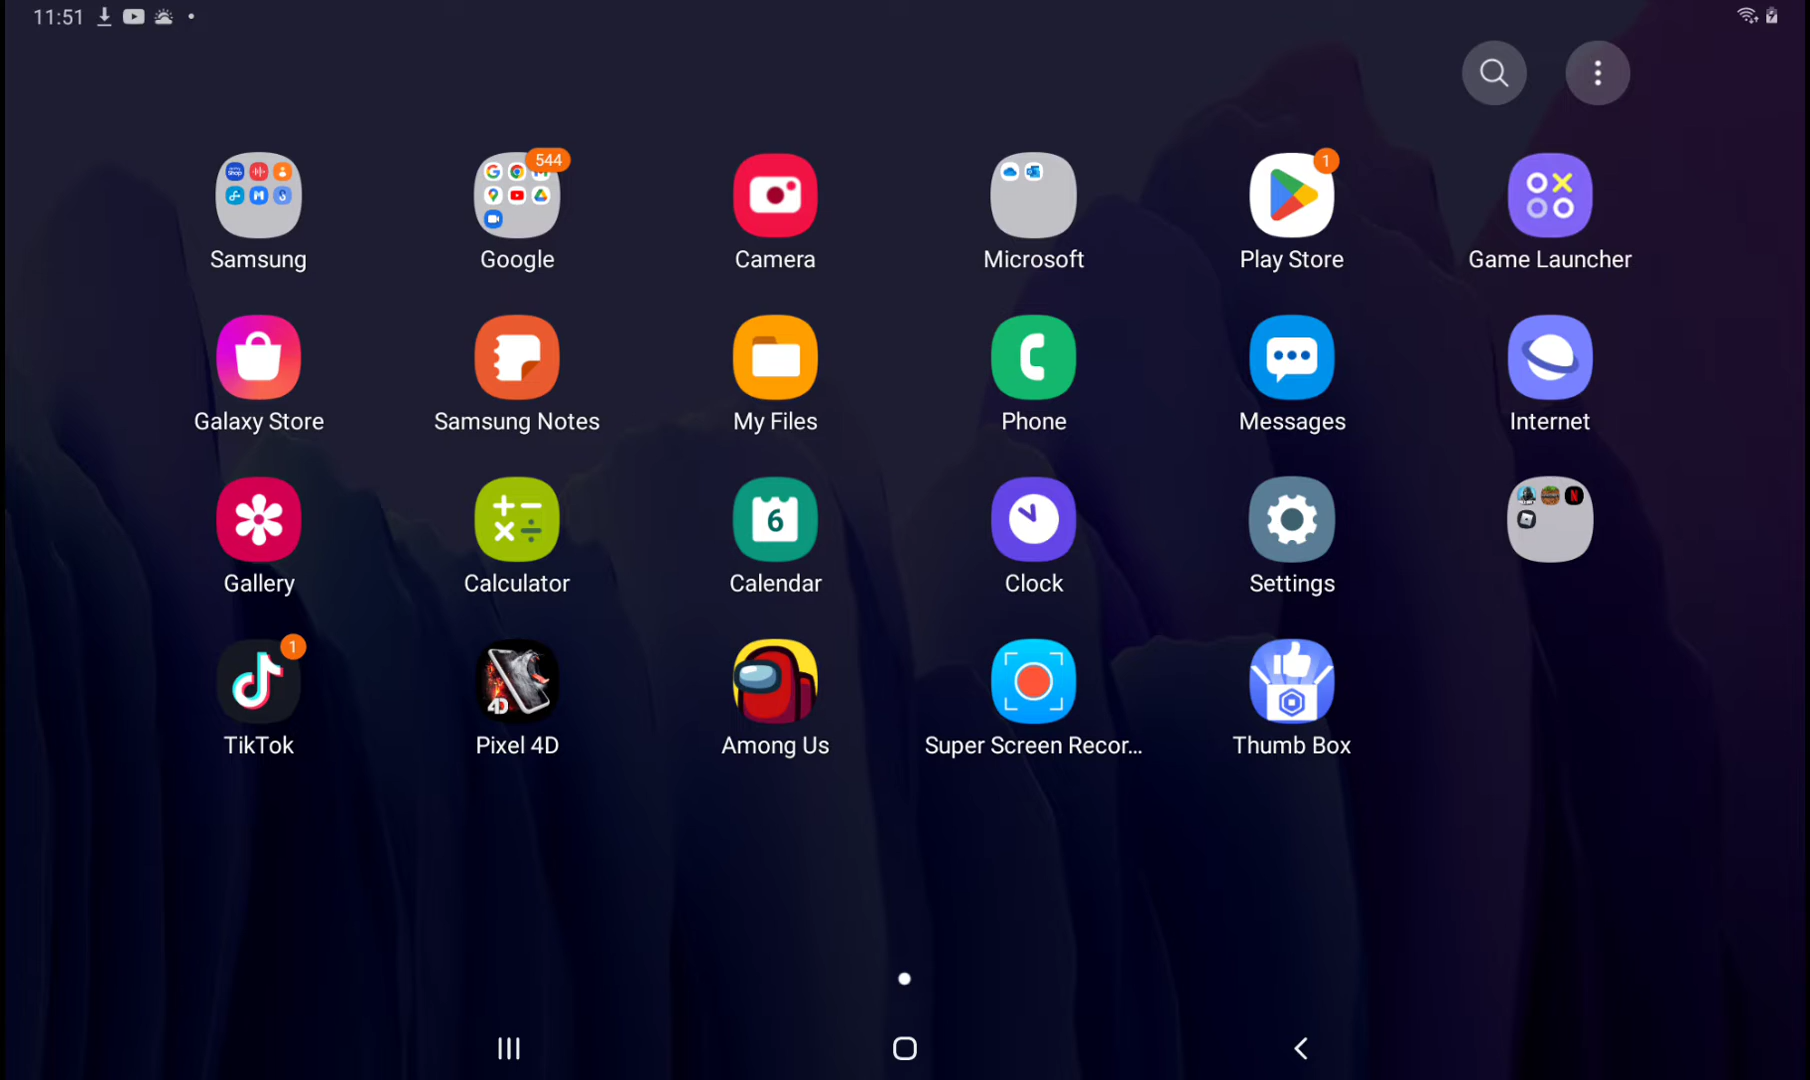 11:51
544
1
Samsung
Google
Camera
Microsoft
Play Store
Game Launcher
Galaxy Store
Samsung Notes
My Files
Phone
Messages
Internet
6
Gallery
Calculator
Calendar
Clock
Settings
1
4D
TikTok
Pixel 4D
Among Us
Super Screen Recor...
Thumb Box